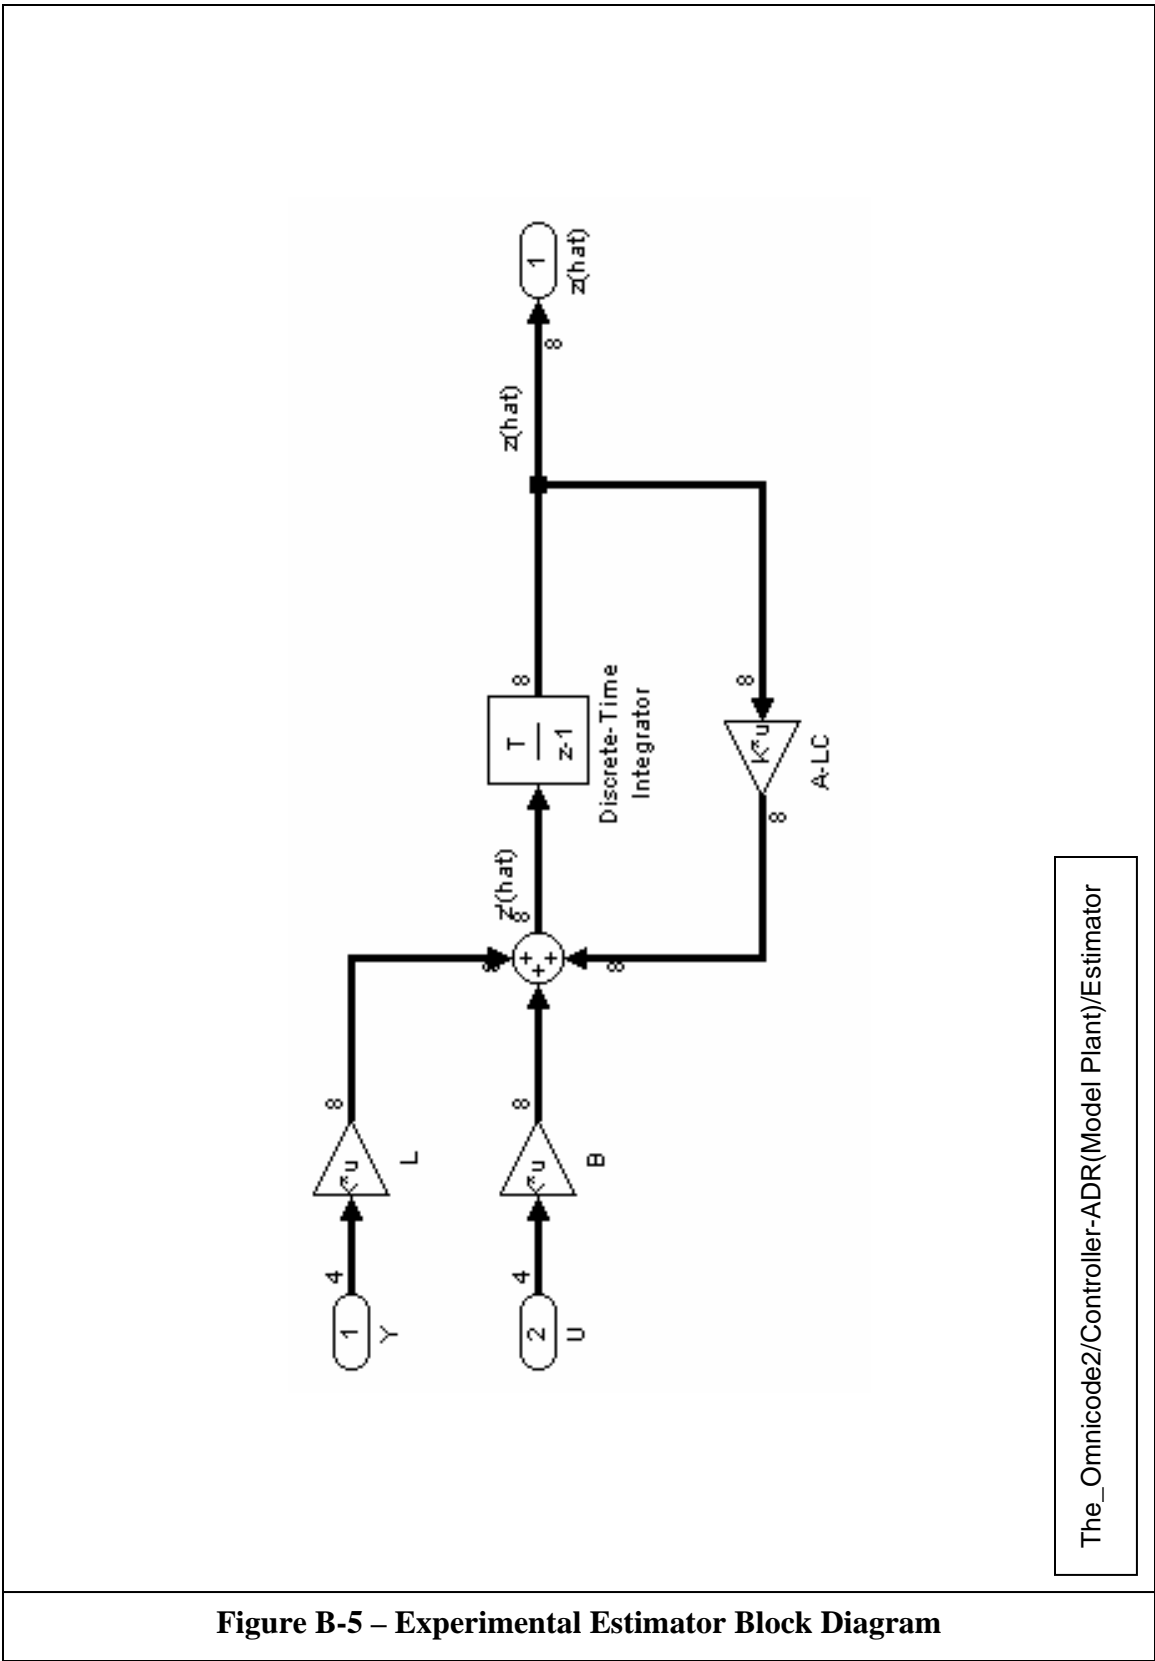 1
Y
4
K*u
L
8
8
2
U
4
K*u
B
8
+
+
+
8
z'(hat)
T
z-1
Discrete-Time
Integrator
8
z(hat)
8
1
z(hat)
8
K*u
A-LC
8
8
The_Omnicode2/Controller-ADR(Model Plant)/Estimator
Figure B-5 – Experimental Estimator Block Diagram